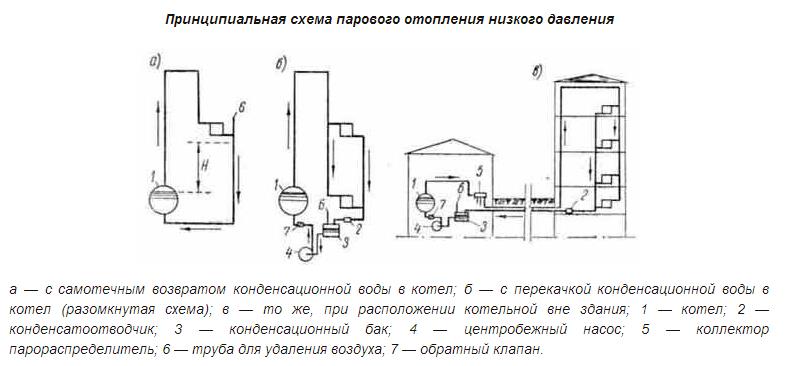 Принципиальная схема парового отопления низкого давления
а)
б)
в)
6
H
1
1
6
7
2
3
4
1
5
6
7
4
3
2
а — с самотечным возвратом конденсационной воды в котел; б — с перекачкой конденсационной воды в
котел (разомкнутая схема); в — то же, при расположении котельной вне здания; 1 — котел; 2 —
конденсатоотводчик; 3 — конденсационный бак; 4 — центробежный насос; 5 — коллектор
парораспределитель; 6 — труба для удаления воздуха; 7 — обратный клапан.